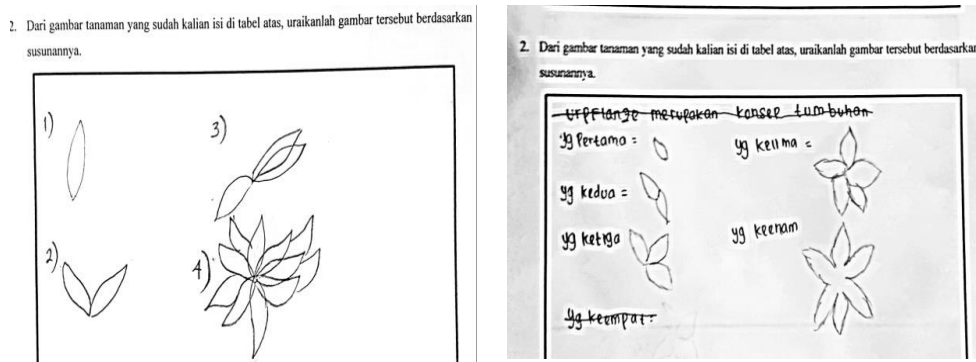 2. Dari gambar tanaman yang sudah kalian isi di tabel atas, uraikanlah gambar tersebut berdasarkan
susunannya.
1)
3)
2)
4)
2. Dari gambar tanaman yang sudah kalian isi di tabel atas, uraikanlah gambar tersebut berdasarkan
susunannya.
merupakan konsep tumbuhan
yg Pertama :
yg kelima =
yg kedua =
yg ketiga
yg keenam
yg keempat :